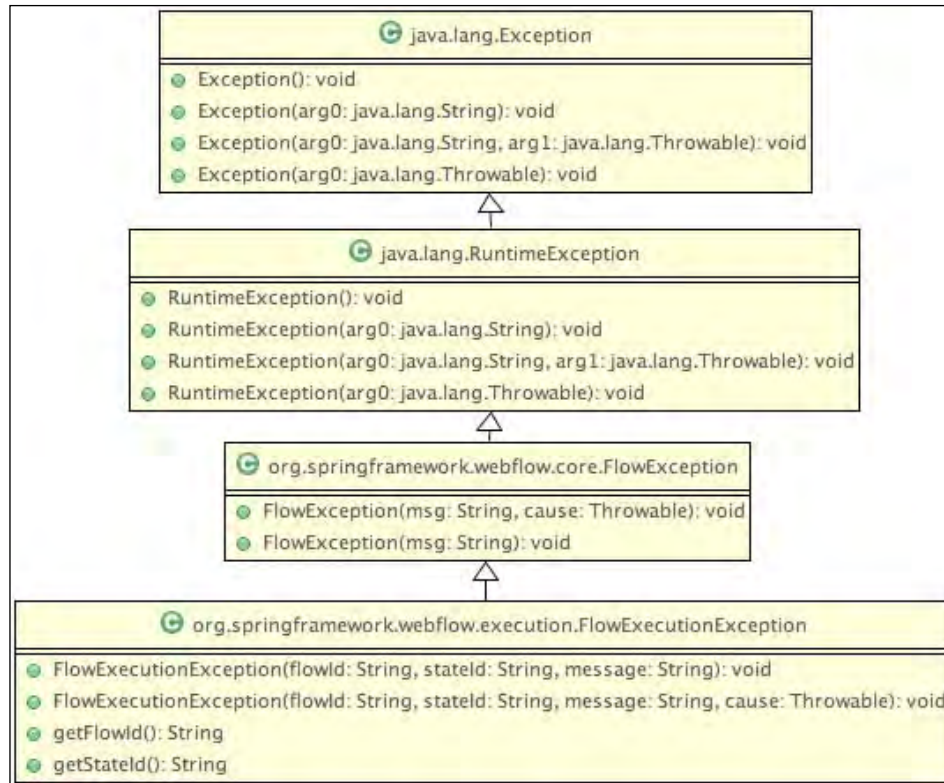 java.lang.Exception
Exception(): void
Exception(arg0: java.lang.String): void
Exception(arg0: java.lang.String, arg1: java.lang.Throwable): void
Exception(arg0: java.lang.Throwable): void
java.lang.RuntimeException
RuntimeException(): void
RuntimeException(arg0: java.lang.String): void
RuntimeException(arg0: java.lang.String, arg1: java.lang.Throwable): void
RuntimeException(arg0: java.lang.Throwable): void
org.springframework.webflow.core.FlowException
FlowException(msg: String, cause: Throwable): void
FlowException(msg: String): void
org.springframework.webflow.execution.FlowExecutionException
FlowExecutionException(flowId: String, stateId: String, message: String): void
FlowExecutionException(flowId: String, stateId: String, message: String, cause: Throwable): void
getFlowId(): String
getStateId(): String